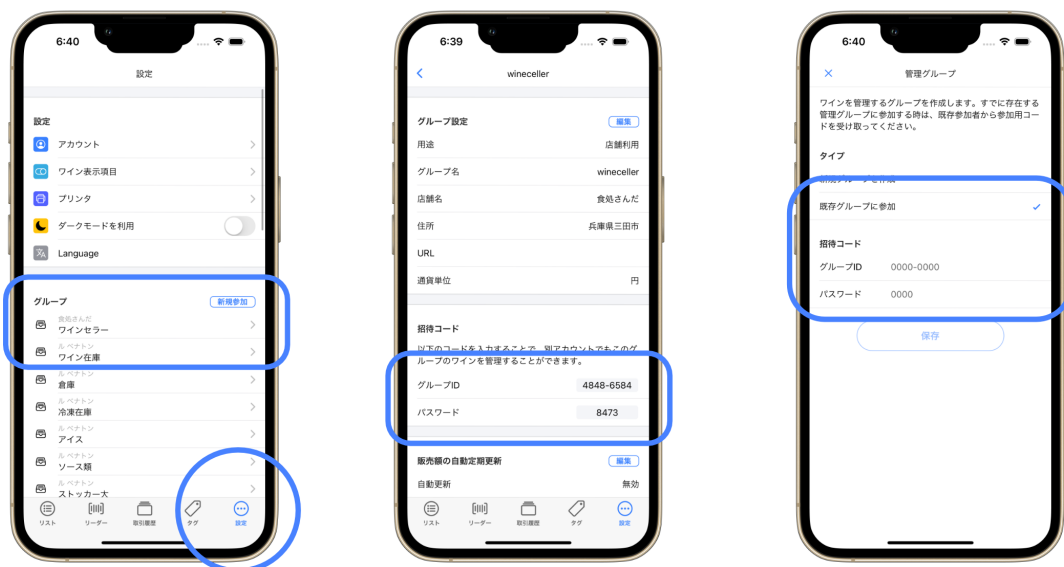 6:40
設定
設定
アカウント
ワイン表示項目
プリンタ
ダークモードを利用
Language
グループ
新規参加
食処さんだ
ワインセラー
ル ベナトン
ワイン在庫
ル ベナトン
倉庫
ル ベナトン
冷凍在庫
ル ベナトン
アイス
ル ベナトン
ソース類
ル ベナトン
ストッカー大
リスト
リーダー
取引履歴
タグ
設定
6:39
wineceller
グループ設定
編集
用途
店舗利用
グループ名
wineceller
店舗名
食処さんだ
住所
兵庫県三田市
URL
通貨単位
円
招待コード
以下のコードを入力することで、別アカウントでもこのグ
ループのワインを管理することができます。
グループID
4848-6584
パスワード
8473
販売額の自動定期更新
編集
自動更新
無効
リスト
リーダー
取引履歴
タグ
設定
6:40
管理グループ
ワインを管理するグループを作成します。すでに存在する
管理グループに参加する時は、既存参加者から参加用コー
ドを受け取ってください。
タイプ
新規グループを作成
既存グループに参加
招待コード
グループID
0000-0000
パスワード
0000
保存